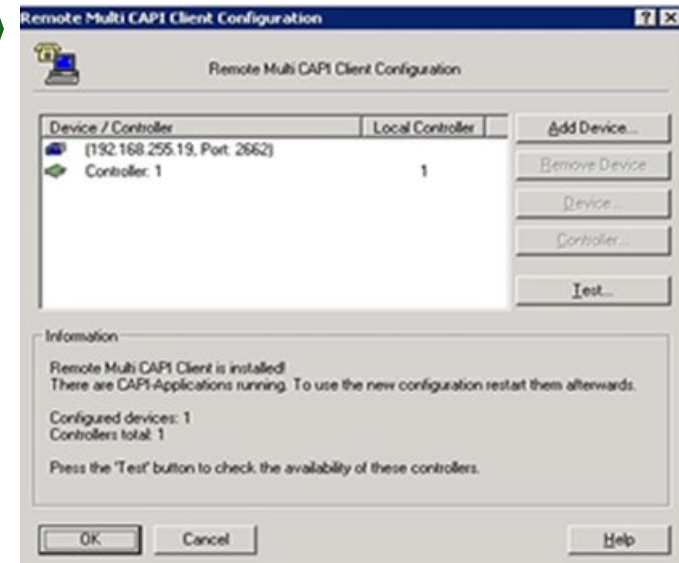 Remote Multi CAPI Client Configuration
Remote Multi CAPI Client Configuration
Device / Controller Local Controller
(192.168.255.19, Port: 2662)
Controller: 1 1
Add Device...
Remove Device
Device...
Controller...
Test...
Information
Remote Multi CAPI Client is installed!
There are CAPI-Applications running. To use the new configuration restart them afterwards.
Configured devices: 1
Controllers total: 1
Press the 'Test' button to check the availability of these controllers.
OK Cancel Help